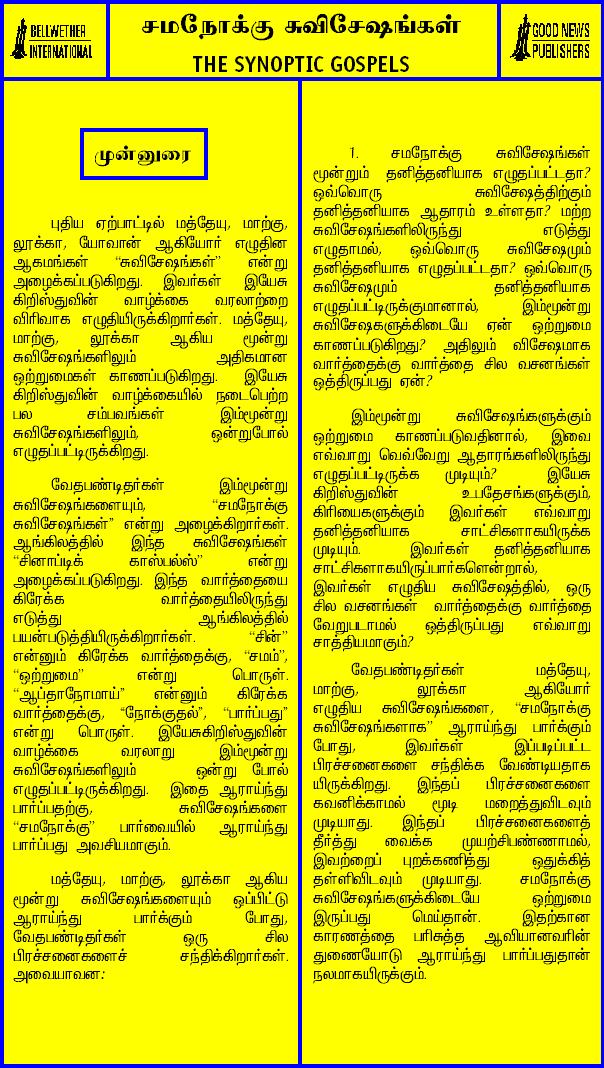 BELLWETHER
INTERNATIONAL
சமநோக்கு சுவிசேஷங்கள்
THE SYNOPTIC GOSPELS
GOOD NEWS
PUBLISHERS
முன்னுரை
புதிய ஏற்பாட்டில் மத்தேயு, மாற்கு,
லூக்கா, யோவான் ஆகியோர் எழுதின
ஆகமங்கள் “சுவிசேஷங்கள்” என்று
அழைக்கப்படுகிறது. இவர்கள் இயேசு
கிறிஸ்துவின் வாழ்க்கை வரலாற்றை
விரிவாக எழுதியிருக்கிறார்கள். மத்தேயு,
மாற்கு, லூக்கா ஆகிய மூன்று
சுவிசேஷங்களிலும் அதிகமான
ஒற்றுமைகள் காணப்படுகிறது. இயேசு
கிறிஸ்துவின் வாழ்க்கையில் நடைபெற்ற
பல சம்பவங்கள் இம்மூன்று
சுவிசேஷங்களிலும், ஒன்றுபோல்
எழுதப்பட்டிருக்கிறது.
வேதபண்டிதர்கள் இம்மூன்று
சுவிசேஷங்களையும், “சமநோக்கு
சுவிசேஷங்கள்” என்று அழைக்கிறார்கள்.
ஆங்கிலத்தில் இந்த சுவிசேஷங்கள்
“சினாப்டிக் காஸ்பல்ஸ்” என்று
அழைக்கப்படுகிறது. இந்த வார்த்தையை
கிரேக்க வார்த்தையிலிருந்து
எடுத்து ஆங்கிலத்தில்
பயன்படுத்தியிருக்கிறார்கள். “சின்”
என்னும் கிரேக்க வார்த்தைக்கு, “சமம்”,
“ஒற்றுமை” என்று பொருள்.
“ஆப்தாநோமாய்” என்னும் கிரேக்க
வார்த்தைக்கு, “நோக்குதல்”, “பார்ப்பது”
என்று பொருள். இயேசுகிறிஸ்துவின்
வாழ்க்கை வரலாறு இம்மூன்று
சுவிசேஷங்களிலும் ஒன்று போல்
எழுதப்பட்டிருக்கிறது. இதை ஆராய்ந்து
பார்ப்பதற்கு, சுவிசேஷங்களை
“சமநோக்கு” பார்வையில் ஆராய்ந்து
பார்ப்பது அவசியமாகும்.
மத்தேயு, மாற்கு, லூக்கா ஆகிய
மூன்று சுவிசேஷங்களையும் ஒப்பிட்டு
ஆராய்ந்து பார்க்கும் போது,
வேதபண்டிதர்கள் ஒரு சில
பிரச்சனைகளைச் சந்திக்கிறார்கள்.
அவையாவன:
1. சமநோக்கு சுவிசேஷங்கள்
மூன்றும் தனித்தனியாக எழுதப்பட்டதா?
ஒவ்வொரு சுவிசேஷத்திற்கும்
தனித்தனியாக ஆதாரம் உள்ளதா? மற்ற
சுவிசேஷங்களிலிருந்து எடுத்து
எழுதாமல், ஒவ்வொரு சுவிசேஷமும்
தனித்தனியாக எழுதப்பட்டதா? ஒவ்வொரு
சுவிசேஷமும் தனித்தனியாக
எழுதப்பட்டிருக்குமானால், இம்மூன்று
சுவிசேஷகளுக்கிடையே ஏன் ஒற்றுமை
காணப்படுகிறது? அதிலும் விசேஷமாக
வார்த்தைக்கு வார்த்தை சில வசனங்கள்
ஒத்திருப்பது ஏன்?
இம்மூன்று சுவிசேஷங்களுக்கும்
ஒற்றுமை காணப்படுவதினால், இவை
எவ்வாறு வெவ்வேறு ஆதாரங்களிலிருந்து
எழுதப்பட்டிருக்க முடியும்? இயேசு
கிறிஸ்துவின் உபதேசங்களுக்கும்,
கிரியைகளுக்கும் இவர்கள் எவ்வாறு
தனித்தனியாக சாட்சிகளாகயிருக்க
முடியும். இவர்கள் தனித்தனியாக
சாட்சிகளாகயிருப்பார்களென்றால்,
இவர்கள் எழுதிய சுவிசேஷத்தில், ஒரு
சில வசனங்கள் வார்த்தைக்கு வார்த்தை
வேறுபடாமல் ஒத்திருப்பது எவ்வாறு
சாத்தியமாகும்?
வேதபண்டிதர்கள் மத்தேயு,
மாற்கு, லூக்கா ஆகியோர்
எழுதிய சுவிசேஷங்களை, “சமநோக்கு
சுவிசேஷங்களாக” ஆராய்ந்து பார்க்கும்
போது, இவர்கள் இப்படிப்பட்ட
பிரச்சனைகளை சந்திக்க வேண்டியதாக
யிருக்கிறது. இந்தப் பிரச்சனைகளை
கவனிக்காமல் மூடி மறைத்துவிடவும்
முடியாது. இந்தப் பிரச்சனைகளைத்
தீர்த்து வைக்க முயற்சிபண்ணாமல்,
இவற்றைப் புறக்கணித்து ஒதுக்கித்
தள்ளிவிடவும் முடியாது. சமநோக்கு
சுவிசேஷங்களுக்கிடையே ஒற்றுமை
இருப்பது மெய்தான். இதற்கான
காரணத்தை பரிசுத்த ஆவியானவரின்
துணையோடு ஆராய்ந்து பார்ப்பதுதான்
நலமாகயிருக்கும்.